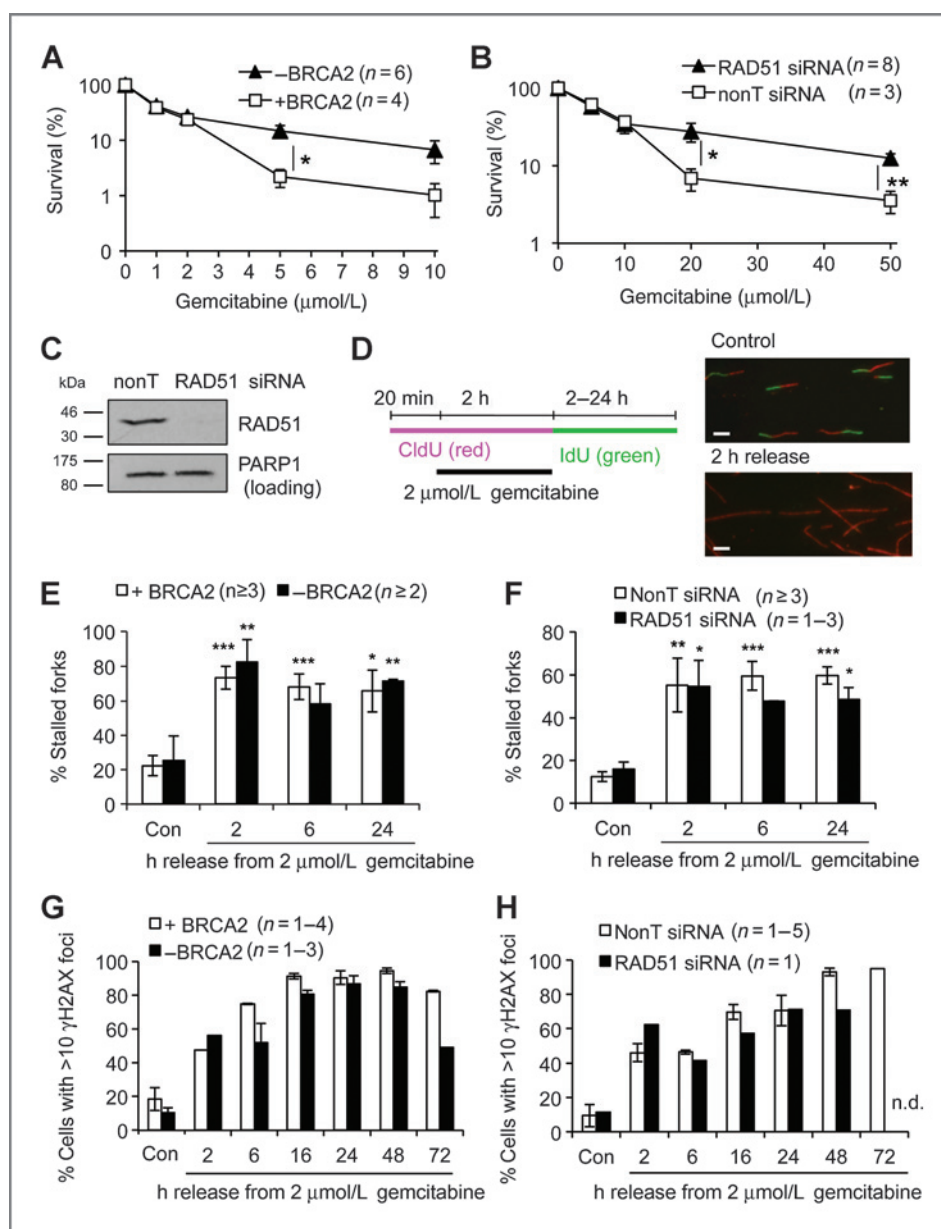 A
–BRCA2 (n=6)
+BRCA2 (n=4)
Survival (%)
100
10
1
0
*
0 1 2 3 4 5 6 7 8 9 10
Gemcitabine (μmol/L)
B
RAD51 siRNA (n=8)
nonT siRNA (n=3)
Survival (%)
100
10
1
*
**
0 10 20 30 40 50
Gemcitabine (μmol/L)
C
kDa nonT RAD51 siRNA
46
30
RAD51
175
80
PARP1
(loading)
D
20 min 2 h 2–24 h
CldU (red) IdU (green)
2 μmol/L gemcitabine
Control
2 h release
E
+ BRCA2 (n≥3) –BRCA2 (n≥2)
% Stalled forks
100
80
60
40
20
0
*** ** *** * **
Con 2 6 24
h release from 2 μmol/L gemcitabine
F
NonT siRNA (n≥3)
RAD51 siRNA (n=1–3)
% Stalled forks
80
60
40
20
0
** * *** *** *
Con 2 6 24
h release from 2 μmol/L gemcitabine
G
+ BRCA2 (n=1–4)
–BRCA2 (n=1–3)
% Cells with >10 γH2AX foci
100
80
60
40
20
0
Con 2 6 16 24 48 72
h release from 2 μmol/L gemcitabine
H
NonT siRNA (n=1–5)
RAD51 siRNA (n=1)
% Cells with >10 γH2AX foci
100
80
60
40
20
0
n.d.
Con 2 6 16 24 48 72
h release from 2 μmol/L gemcitabine